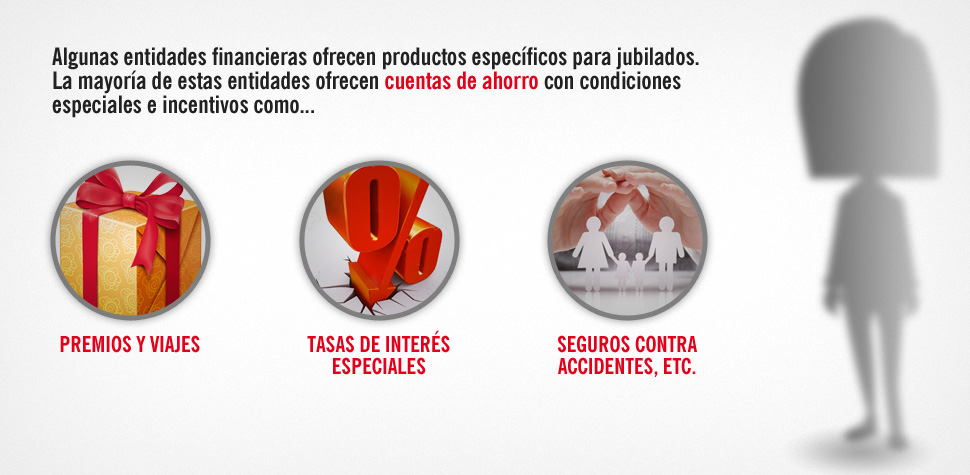 Algunas entidades financieras ofrecen productos específicos para jubilados.
La mayoría de estas entidades ofrecen cuentas de ahorro con condiciones
especiales e incentivos como...
PREMIOS Y VIAJES
TASAS DE INTERÉS
ESPECIALES
SEGUROS CONTRA
ACCIDENTES, ETC.